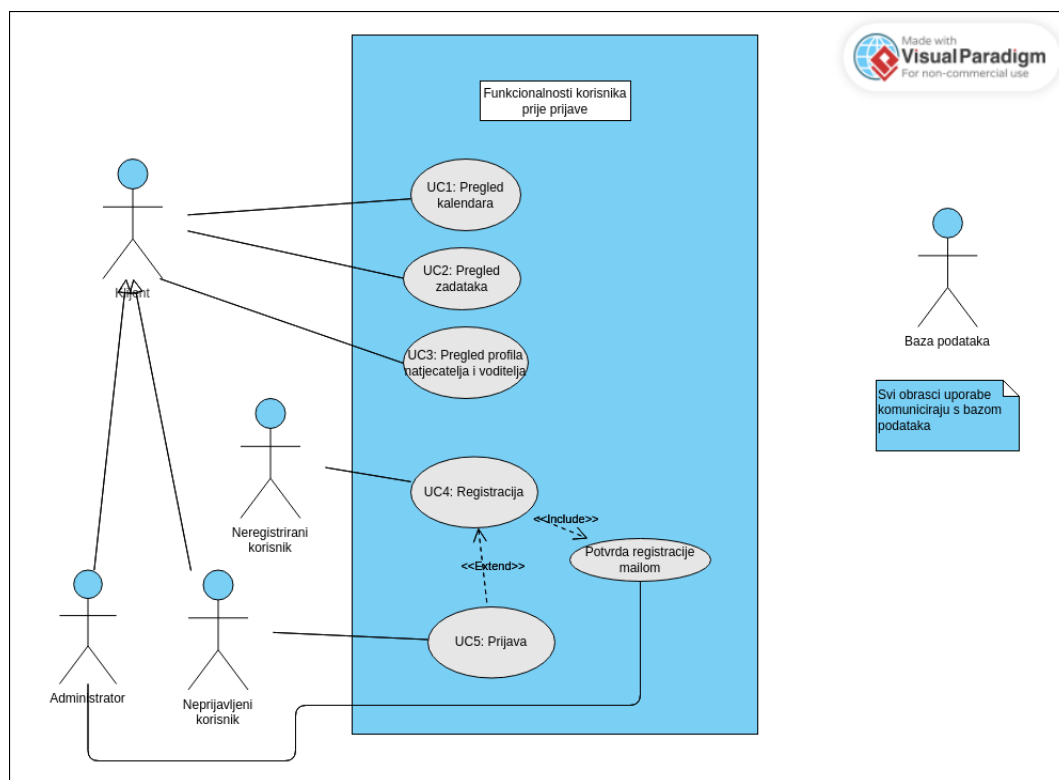 Made with
Visual Paradigm
For non-commercial use
Funkcionalnosti korisnika
prije prijave
UC1: Pregled
kalendara
Klijent
UC2: Pregled
zadataka
UC3: Pregled profila
natjecatelja i voditelja
Baza podataka
Svi obrasci uporabe
komuniciraju s bazom
podataka
Neregistrirani
korisnik
UC4: Registracija
<<Include>>
Potvrda registracije
mailom
<<Extend>>
UC5: Prijava
Administrator
Neprijavljeni
korisnik